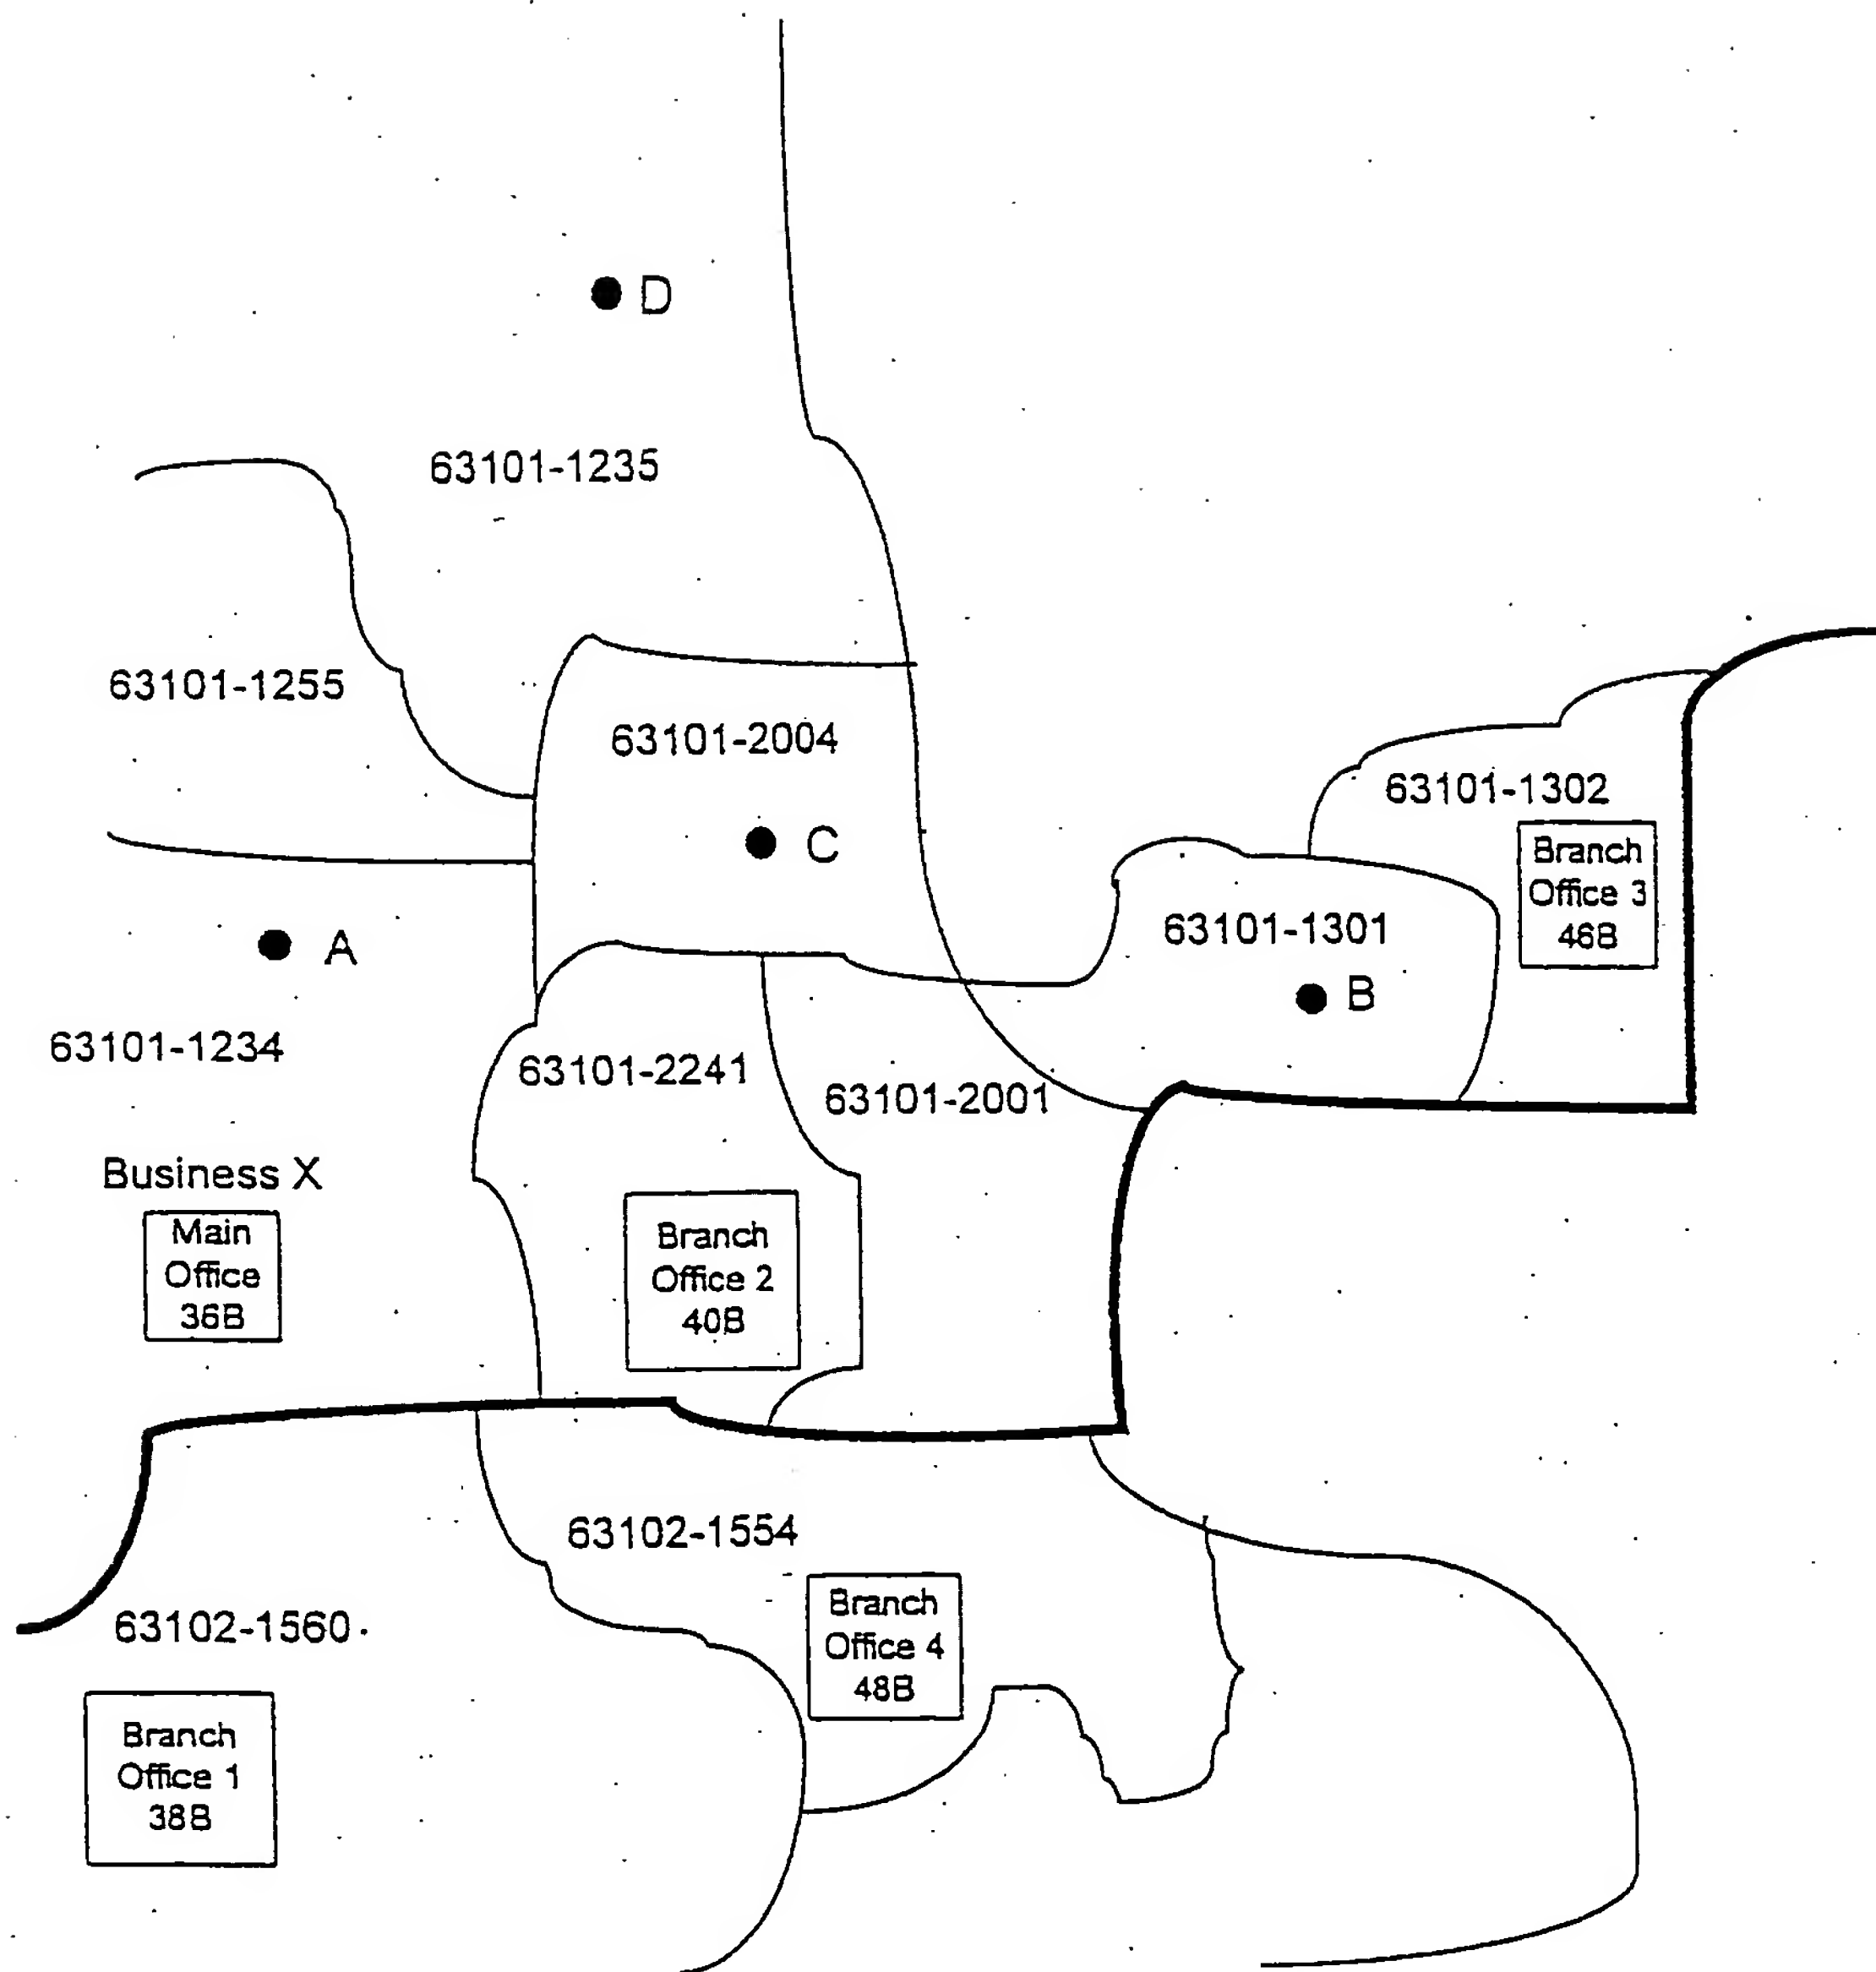 D
63101-1235
63101-1255
63101-2004
63101-1302
C
Branch
Office 3
46B
63101-1301
A
B
63101-1234
63101-2241
63101-2001
Business X
Main
Office
36B
Branch
Office 2
40B
63102-1554
Branch
Office 4
48B
63102-1560
Branch
Office 1
38B